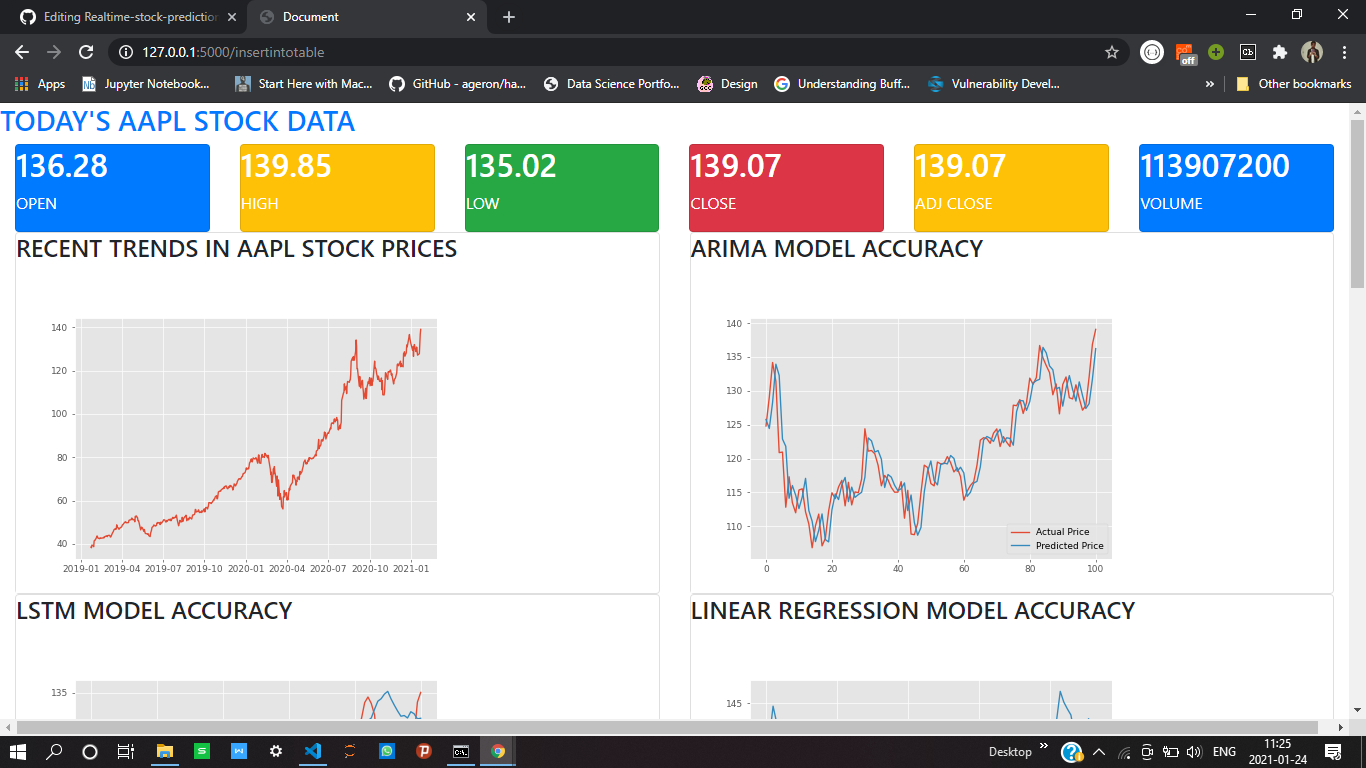 Editing Realtime-stock-prediction
Document
127.0.0.1:5000/insertintotable
off
Apps
Nb
Jupyter Notebook...
Start Here with Mac...
GitHub - ageron/ha...
Data Science Portfo...
Design
Understanding Buff...
Vulnerability Devel...
»
Other bookmarks
TODAY'S AAPL STOCK DATA
136.28
OPEN
139.85
HIGH
135.02
LOW
139.07
CLOSE
139.07
ADJ CLOSE
113907200
VOLUME
RECENT TRENDS IN AAPL STOCK PRICES
140
120
100
80
60
40
2019-01 2019-04 2019-07 2019-10 2020-01 2020-04 2020-07 2020-10 2021-01
ARIMA MODEL ACCURACY
140
135
130
125
120
115
110
Actual Price
Predicted Price
0 20 40 60 80 100
LSTM MODEL ACCURACY
135
LINEAR REGRESSION MODEL ACCURACY
145
Desktop »
ENG
11:25
2021-01-24